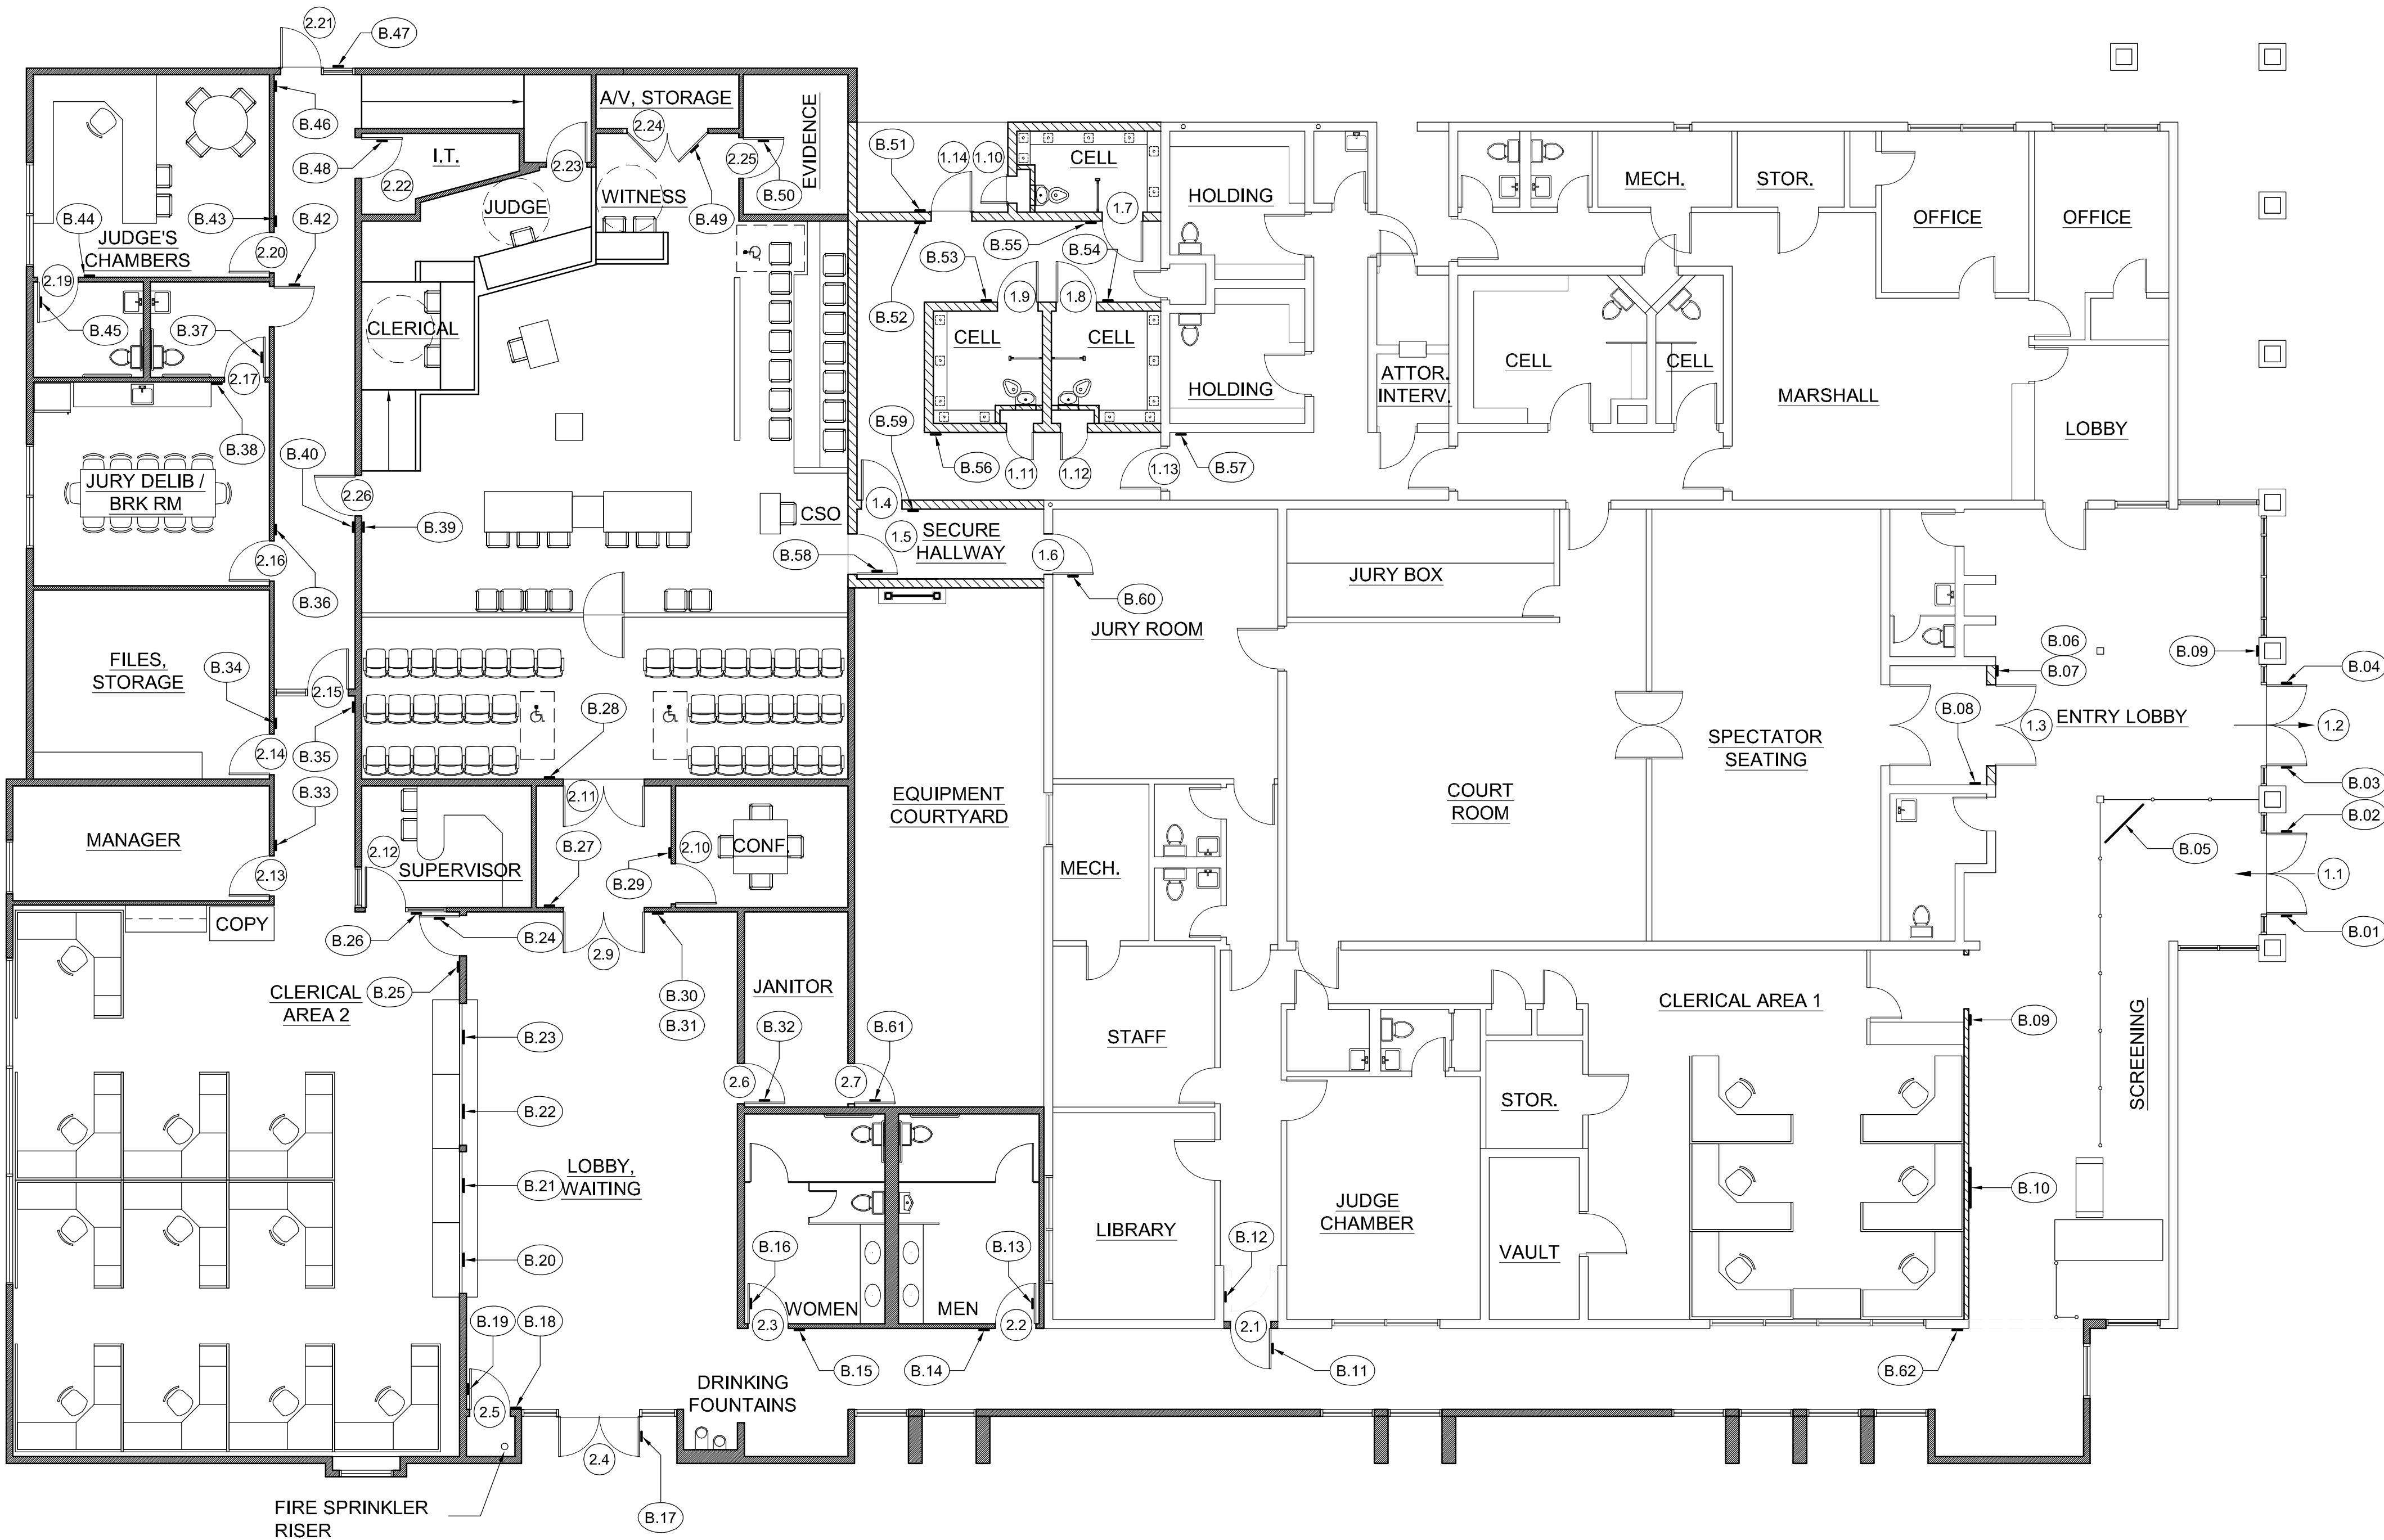 2.21
B.47
B.46
B.48
I.T.
2.22
2.23
A/V, STORAGE
2.24
2.25
EVIDENCE
B.50
B.49
WITNESS
JUDGE
B.44
JUDGE'S
CHAMBERS
B.43
B.42
2.20
2.19
B.45
B.37
2.17
CLERICAL
B.38
B.40
2.26
B.39
JURY DELIB /
BRK RM
2.16
B.36
CSO
B.51
1.14
1.10
CELL
1.7
B.55
B.54
B.53
1.9
1.8
B.52
CELL
CELL
B.59
B.56
1.11
1.12
1.13
B.57
1.4
1.5
SECURE
HALLWAY
1.6
B.58
B.60
HOLDING
HOLDING
ATTOR.
INTERV.
MECH.
STOR.
OFFICE
OFFICE
CELL
CELL
MARSHALL
LOBBY
JURY BOX
JURY ROOM
FILES,
STORAGE
B.34
2.15
2.14
B.35
B.28
B.06
B.07
B.09
B.04
B.08
1.3
ENTRY LOBBY
1.2
B.03
B.02
B.05
1.1
B.01
SPECTATOR
SEATING
COURT
ROOM
EQUIPMENT
COURTYARD
MANAGER
B.33
2.13
2.12
SUPERVISOR
2.11
B.27
B.29
2.10
CONF.
MECH.
COPY
B.26
B.24
2.9
B.30
B.31
CLERICAL
AREA 2
B.25
JANITOR
B.32
B.61
2.6
2.7
B.23
B.22
B.21
B.20
LOBBY,
WAITING
STAFF
CLERICAL AREA 1
B.09
STOR.
SCREENING
B.10
LIBRARY
JUDGE
CHAMBER
VAULT
B.16
B.13
B.12
WOMEN
MEN
2.3
2.2
2.1
B.19
B.18
B.15
B.14
B.11
B.62
2.5
DRINKING
FOUNTAINS
2.4
B.17
FIRE SPRINKLER
RISER